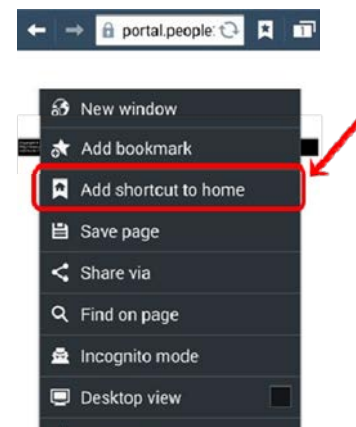 portal.people:
1
New window
Add bookmark
Add shortcut to home
Save page
Share via
Find on page
Incognito mode
Desktop view